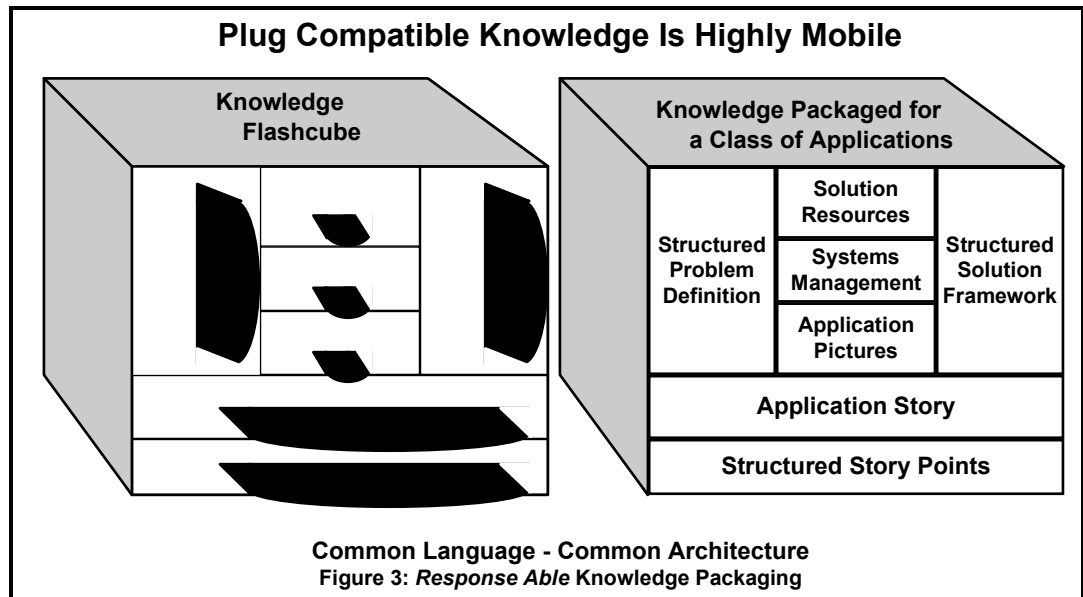 Plug Compatible Knowledge Is Highly Mobile
Knowledge
Flashcube
Knowledge Packaged for
a Class of Applications
Structured
Problem
Definition
Solution
Resources
Systems
Management
Application
Pictures
Structured
Solution
Framework
Application Story
Structured Story Points
Common Language - Common Architecture
Figure 3: Response Able Knowledge Packaging